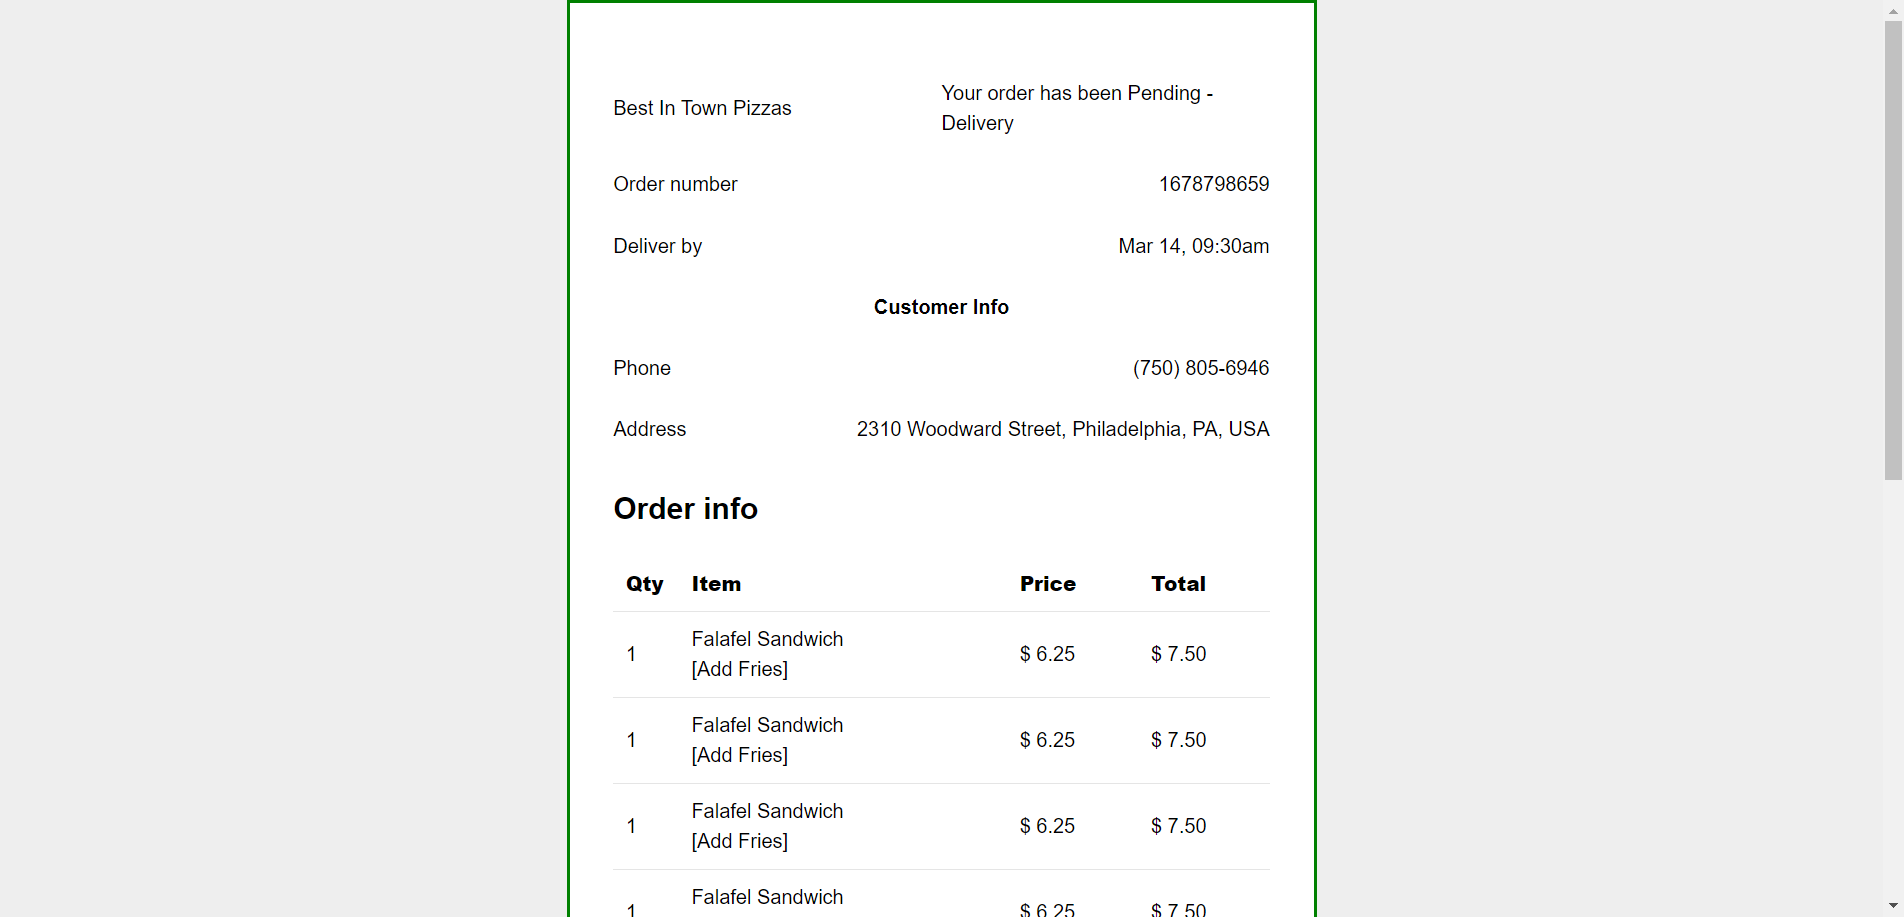 Best In Town Pizzas
Your order has been Pending -
Delivery
Order number 1678798659
Deliver by Mar 14, 09:30am
Customer Info
Phone (750) 805-6946
Address 2310 Woodward Street, Philadelphia, PA, USA
Order info
Qty Item Price Total
1 Falafel Sandwich $ 6.25 $ 7.50
[Add Fries]
1 Falafel Sandwich $ 6.25 $ 7.50
[Add Fries]
1 Falafel Sandwich $ 6.25 $ 7.50
[Add Fries]
1 Falafel Sandwich $ 6.25 $ 7.50